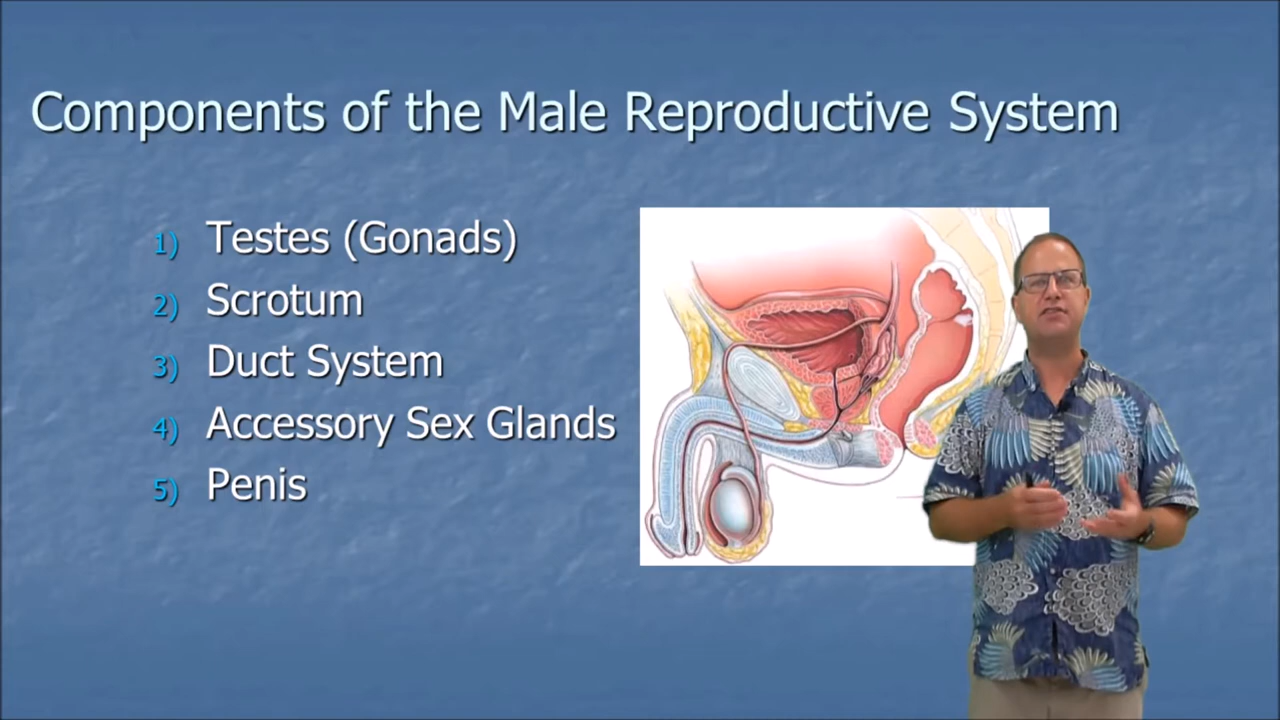 Components of the Male Reproductive System
1) Testes (Gonads)
2) Scrotum
3) Duct System
4) Accessory Sex Glands
5) Penis